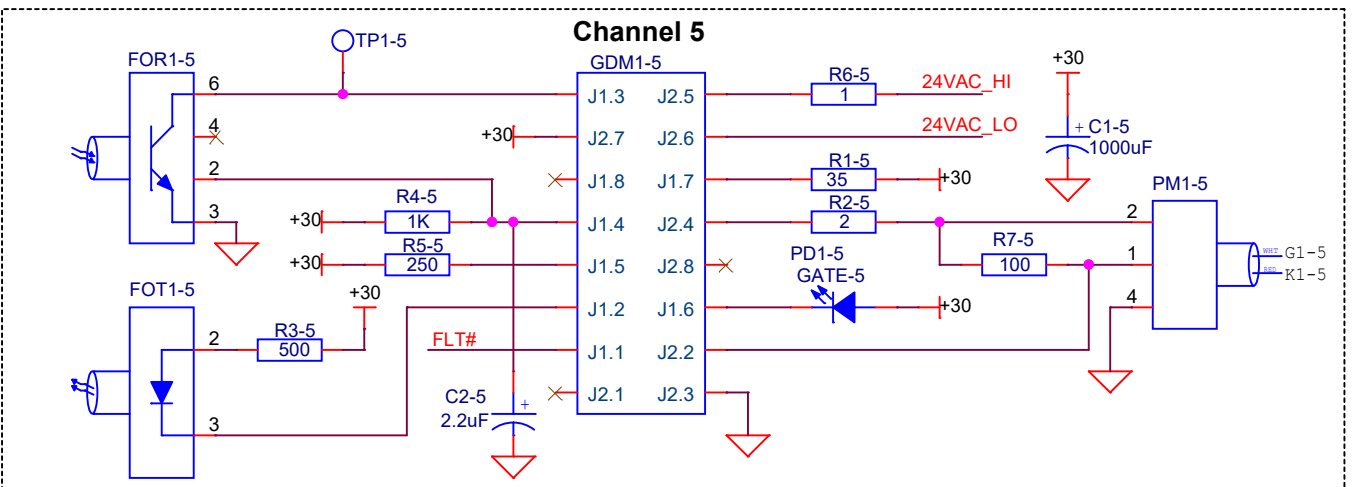 Channel 5
TP1-5
FOR1-5
6
4
2
3
GDM1-5
J1.3
J2.7
J1.8
J1.4
J1.5
J1.2
J1.1
J2.1
J2.5
J2.6
J1.7
J2.4
J2.8
J1.6
J2.2
J2.3
+30
R4-5
+30
1K
R5-5
+30
250
FOT1-5
2
3
+30
R3-5
500
FLT#
C2-5
+
2.2uF
R6-5
1
24VAC_HI
24VAC_LO
R1-5
35
+30
R2-5
2
R7-5
100
PD1-5
GATE-5
+30
+30
+
C1-5
1000uF
PM1-5
2
1
4
WHT
G1-5
RED
K1-5